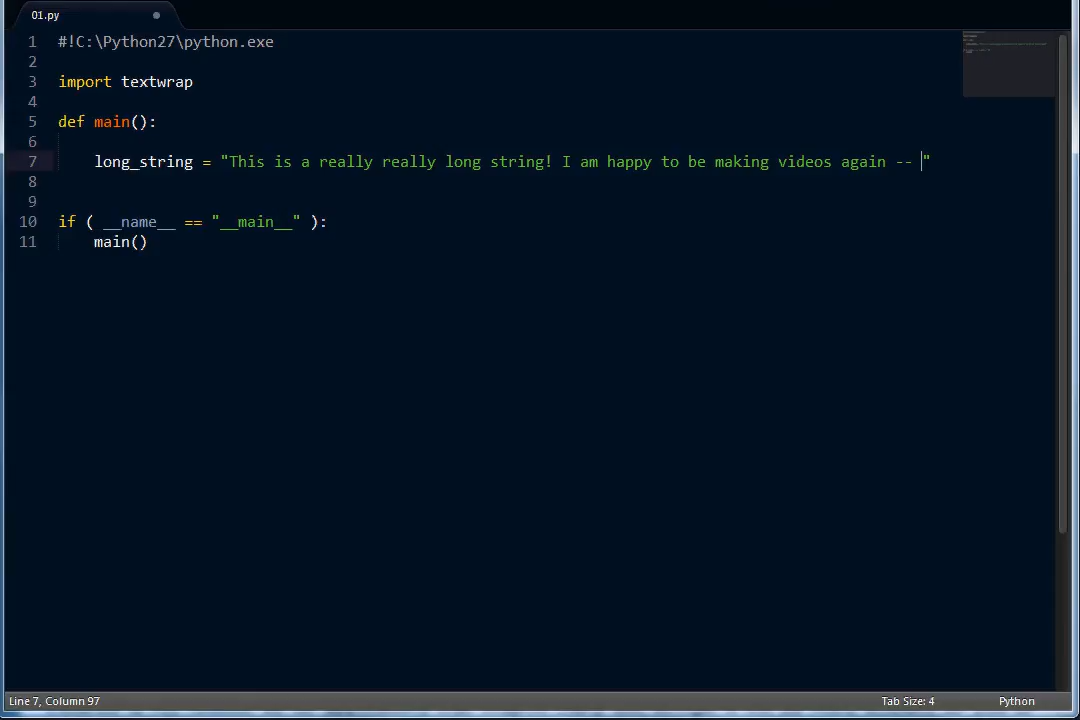 01.py
1 #!C:\Python27\python.exe
2
3 import textwrap
4
5 def main():
6
7 long_string = "This is a really really long string! I am happy to be making videos again -- "
8
9
10 if ( __name__ == "__main__" ):
11 main()
Line 7, Column 97 Tab Size: 4 Python